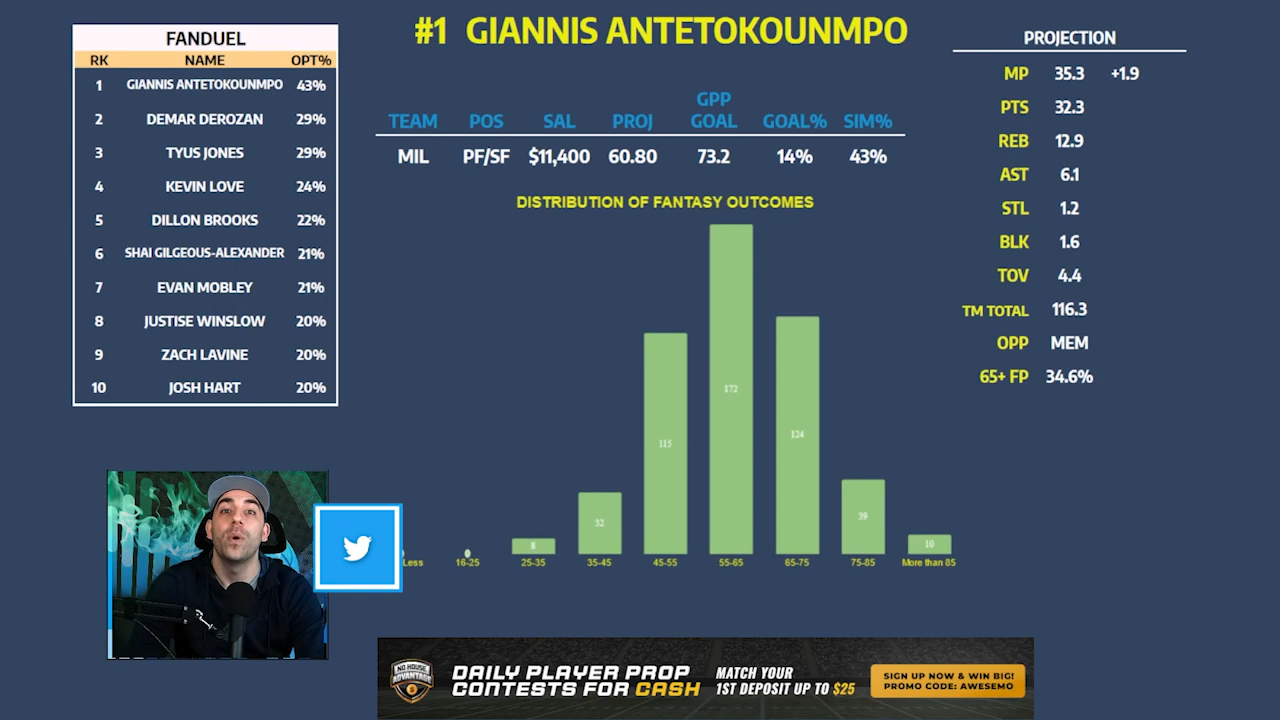 FANDUEL
RK NAME OPT%
1 GIANNIS ANTETOKOUNMPO 43%
2 DEMAR DEROZAN 29%
3 TYUS JONES 29%
4 KEVIN LOVE 24%
5 DILLON BROOKS 22%
6 SHAI GILGEOUS-ALEXANDER 21%
7 EVAN MOBLEY 21%
8 JUSTISE WINSLOW 20%
9 ZACH LAVINE 20%
10 JOSH HART 20%
#1 GIANNIS ANTETOKOUNMPO
TEAM POS SAL PROJ GPP GOAL GOAL% SIM%
MIL PF/SF $11,400 60.80 73.2 14% 43%
DISTRIBUTION OF FANTASY OUTCOMES
0 8 32 115 172 124 39 10
Less 16-25 25-35 35-45 45-55 55-65 65-75 75-85 More than 85
PROJECTION
MP 35.3 +1.9
PTS 32.3
REB 12.9
AST 6.1
STL 1.2
BLK 1.6
TOV 4.4
TM TOTAL 116.3
OPP MEM
65+ FP 34.6%
NO HOUSE
ADVANTAGE
DAILY PLAYER PROP
CONTESTS FOR CASH
MATCH YOUR
1ST DEPOSIT UP TO $25
SIGN UP NOW & WIN BIG!
PROMO CODE: AWESEMO